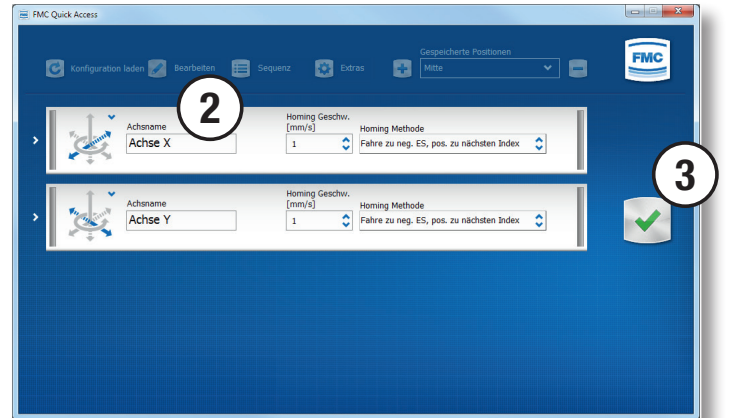 FMC Quick Access
Gespeicherte Positionen
Konfiguration laden Bearbeiten Sequenz Extras Mitte
FMC
2
Achsname
Achse X
Homing Geschw.
[mm/s]
1
Homing Methode
Fahre zu neg. ES, pos. zu nächsten Index
3
Achsname
Achse Y
Homing Geschw.
[mm/s]
1
Homing Methode
Fahre zu neg. ES, pos. zu nächsten Index